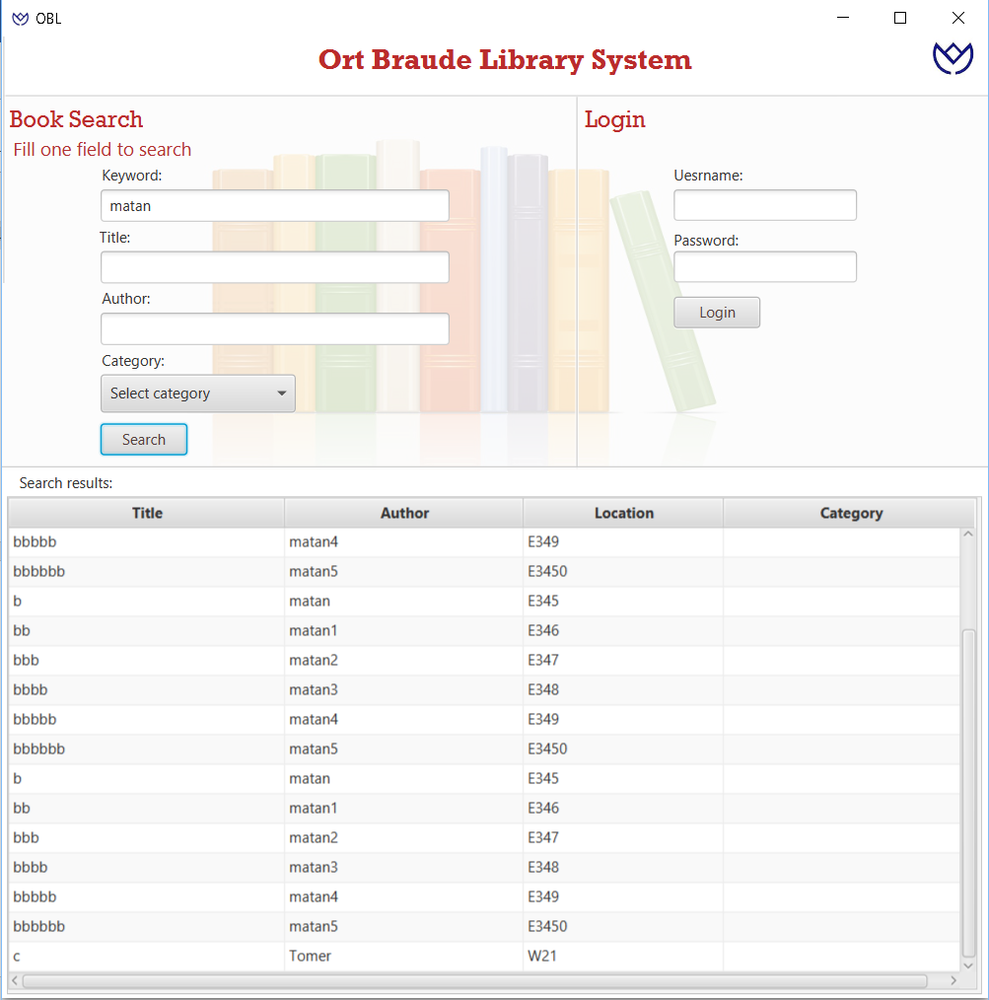 OBL
Ort Braude Library System
Book Search
Fill one field to search
Keyword:
matan
Title:
Author:
Category:
Select category
Search
Login
Uesrname:
Password:
Login
Search results:
Title Author Location Category
bbbbb matan4 E349
bbbbbb matan5 E3450
b matan E345
bb matan1 E346
bbb matan2 E347
bbbb matan3 E348
bbbbb matan4 E349
bbbbbb matan5 E3450
b matan E345
bb matan1 E346
bbb matan2 E347
bbbb matan3 E348
bbbbb matan4 E349
bbbbbb matan5 E3450
c Tomer W21